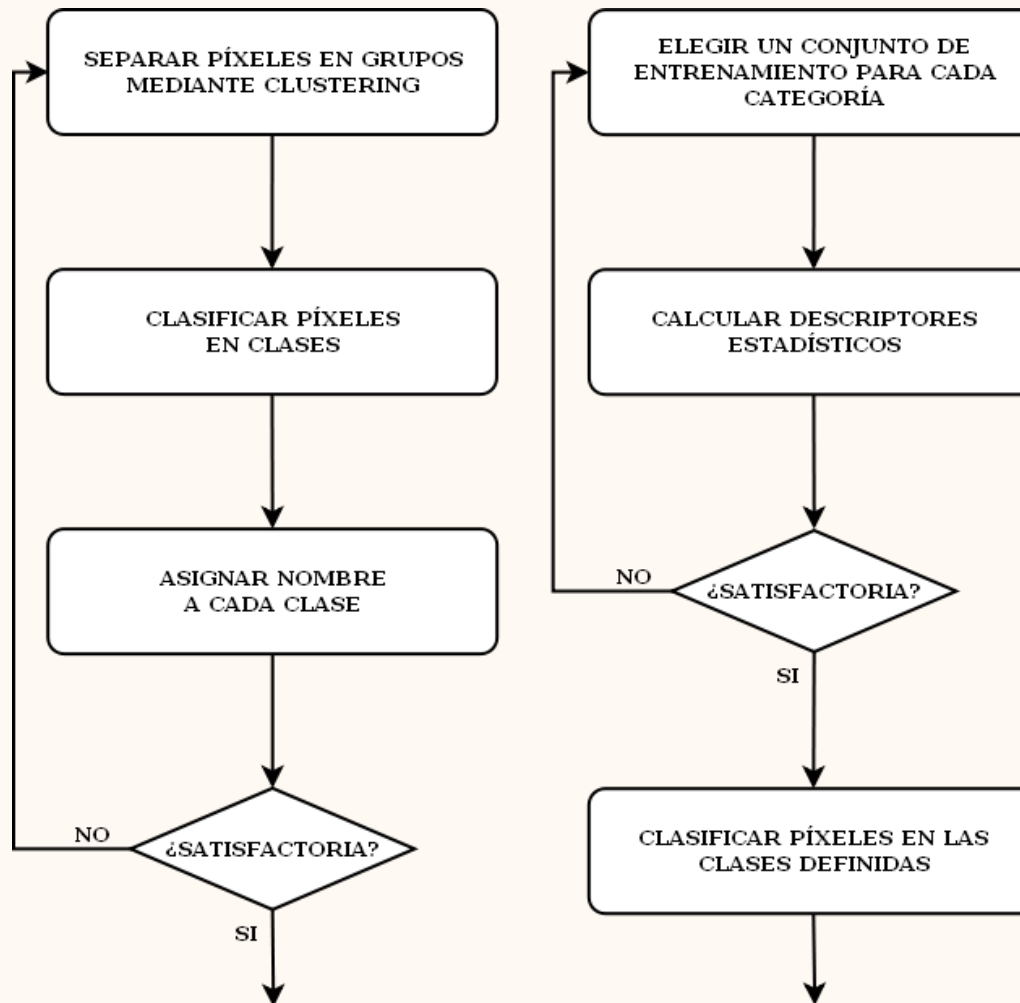 SEPARAR PÍXELES EN GRUPOS
MEDIANTE CLUSTERING
CLASIFICAR PÍXELES
EN CLASES
ASIGNAR NOMBRE
A CADA CLASE
NO
¿SATISFACTORIA?
SI
ELEGIR UN CONJUNTO DE
ENTRENAMIENTO PARA CADA
CATEGORÍA
CALCULAR DESCRIPTORES
ESTADÍSTICOS
NO
¿SATISFACTORIA?
SI
CLASIFICAR PÍXELES EN LAS
CLASES DEFINIDAS